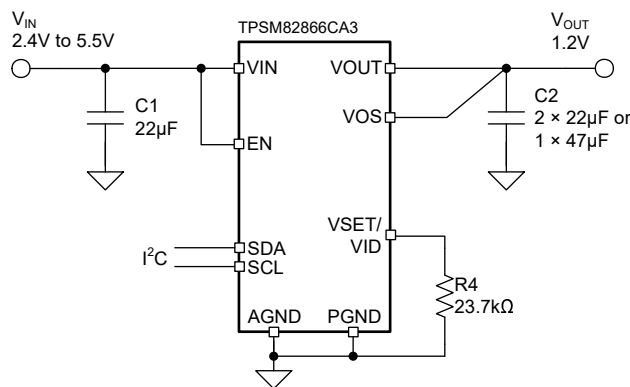 TPSM82866CA3
VIN
2.4V to 5.5V
VOUT
1.2V
VIN
VOUT
C1
22µF
C2
2 × 22µF or
1 × 47µF
VOS
EN
VSET/
VID
SDA
I²C
SCL
R4
23.7kΩ
AGND
PGND